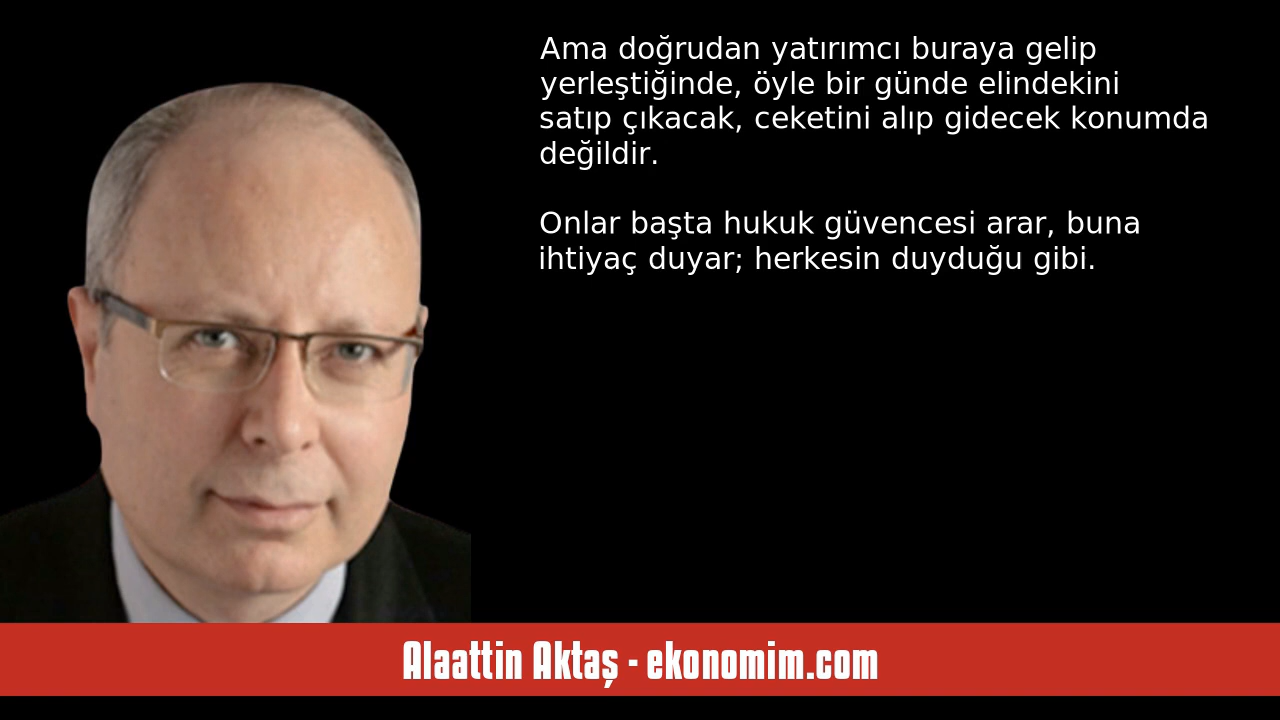 Ama doğrudan yatırımcı buraya gelip
yerleştiğinde, öyle bir günde elindekini
satıp çıkacak, ceketini alıp gidecek konumda
değildir.
Onlar başta hukuk güvencesi arar, buna
ihtiyaç duyar; herkesin duyduğu gibi.
Alaattin Aktaş - ekonomim.com